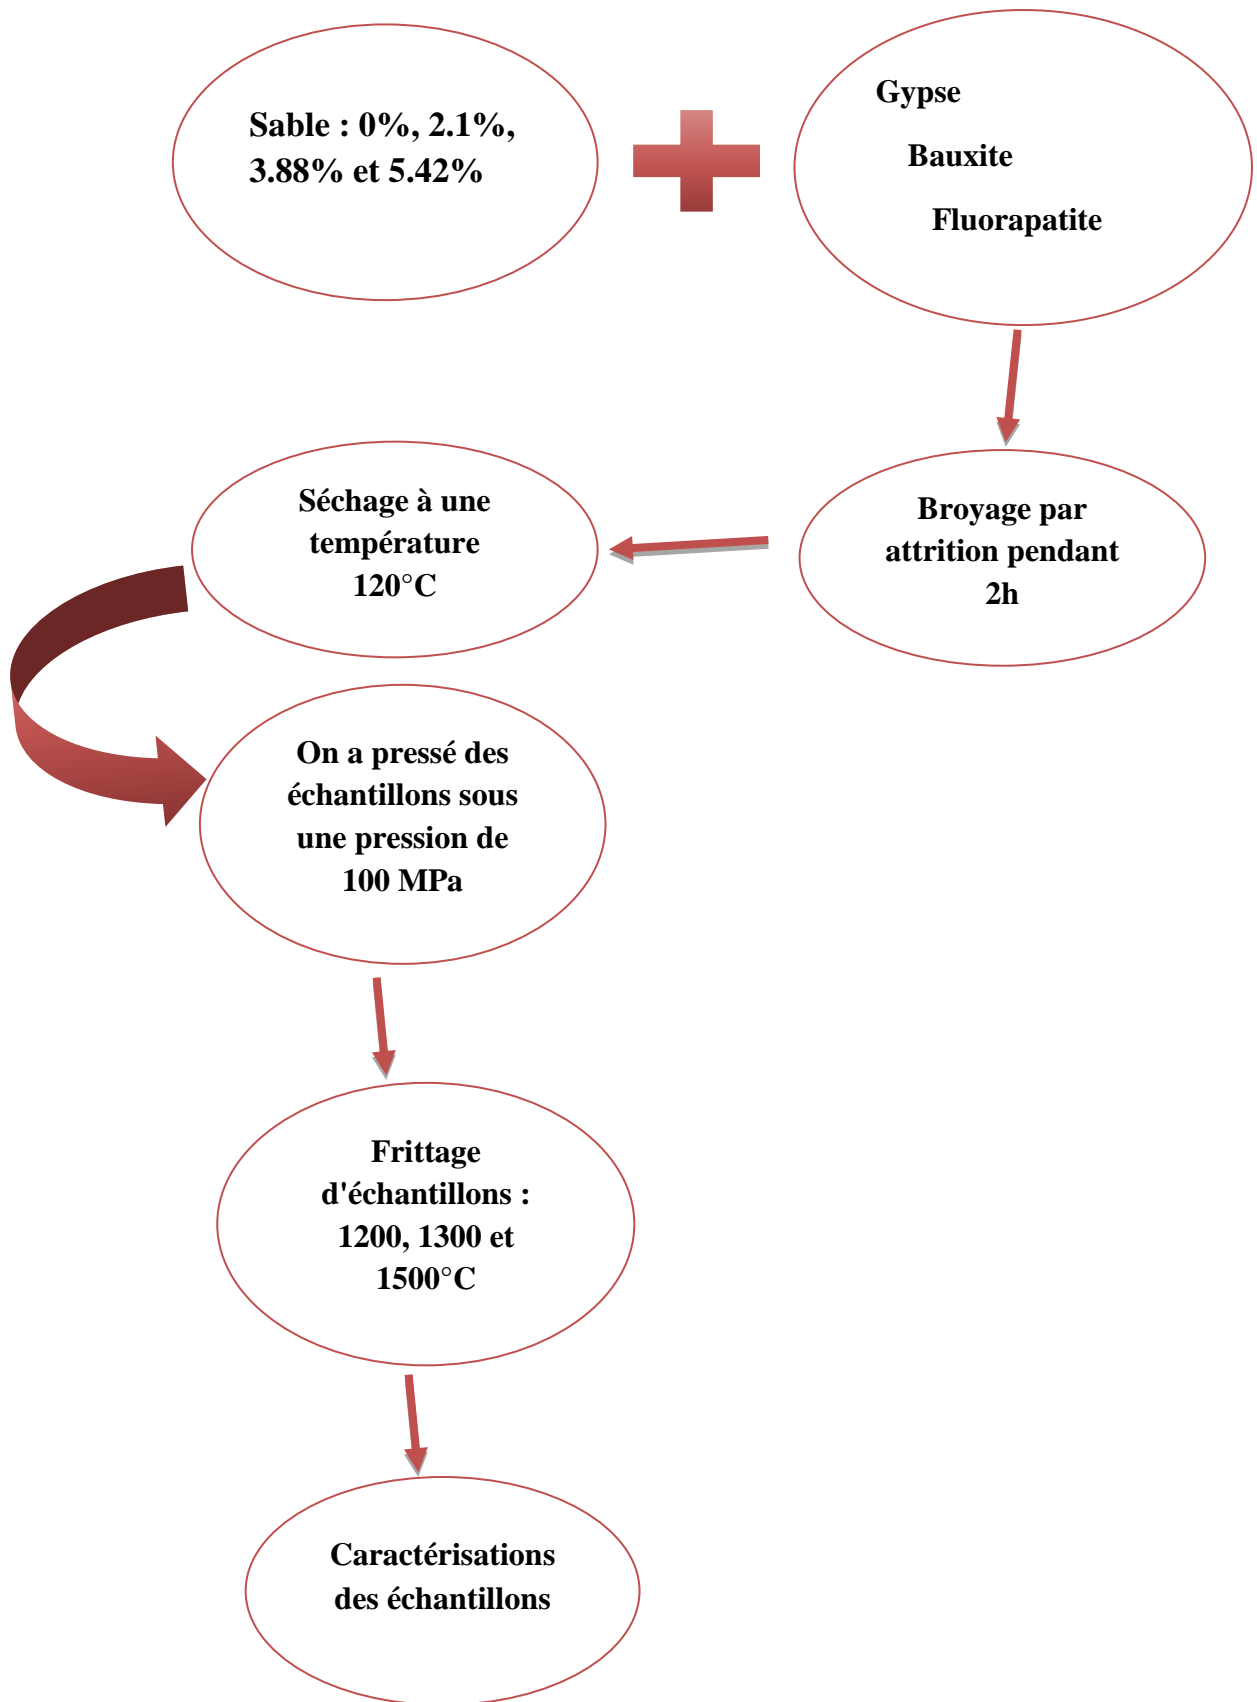 Sable : 0%, 2.1%,
3.88% et 5.42%
Gypse
Bauxite
Fluorapatite
Broyage par
attrition pendant
2h
Séchage à une
température
120°C
On a pressé des
échantillons sous
une pression de
100 MPa
Frittage
d'échantillons :
1200, 1300 et
1500°C
Caractérisations
des échantillons